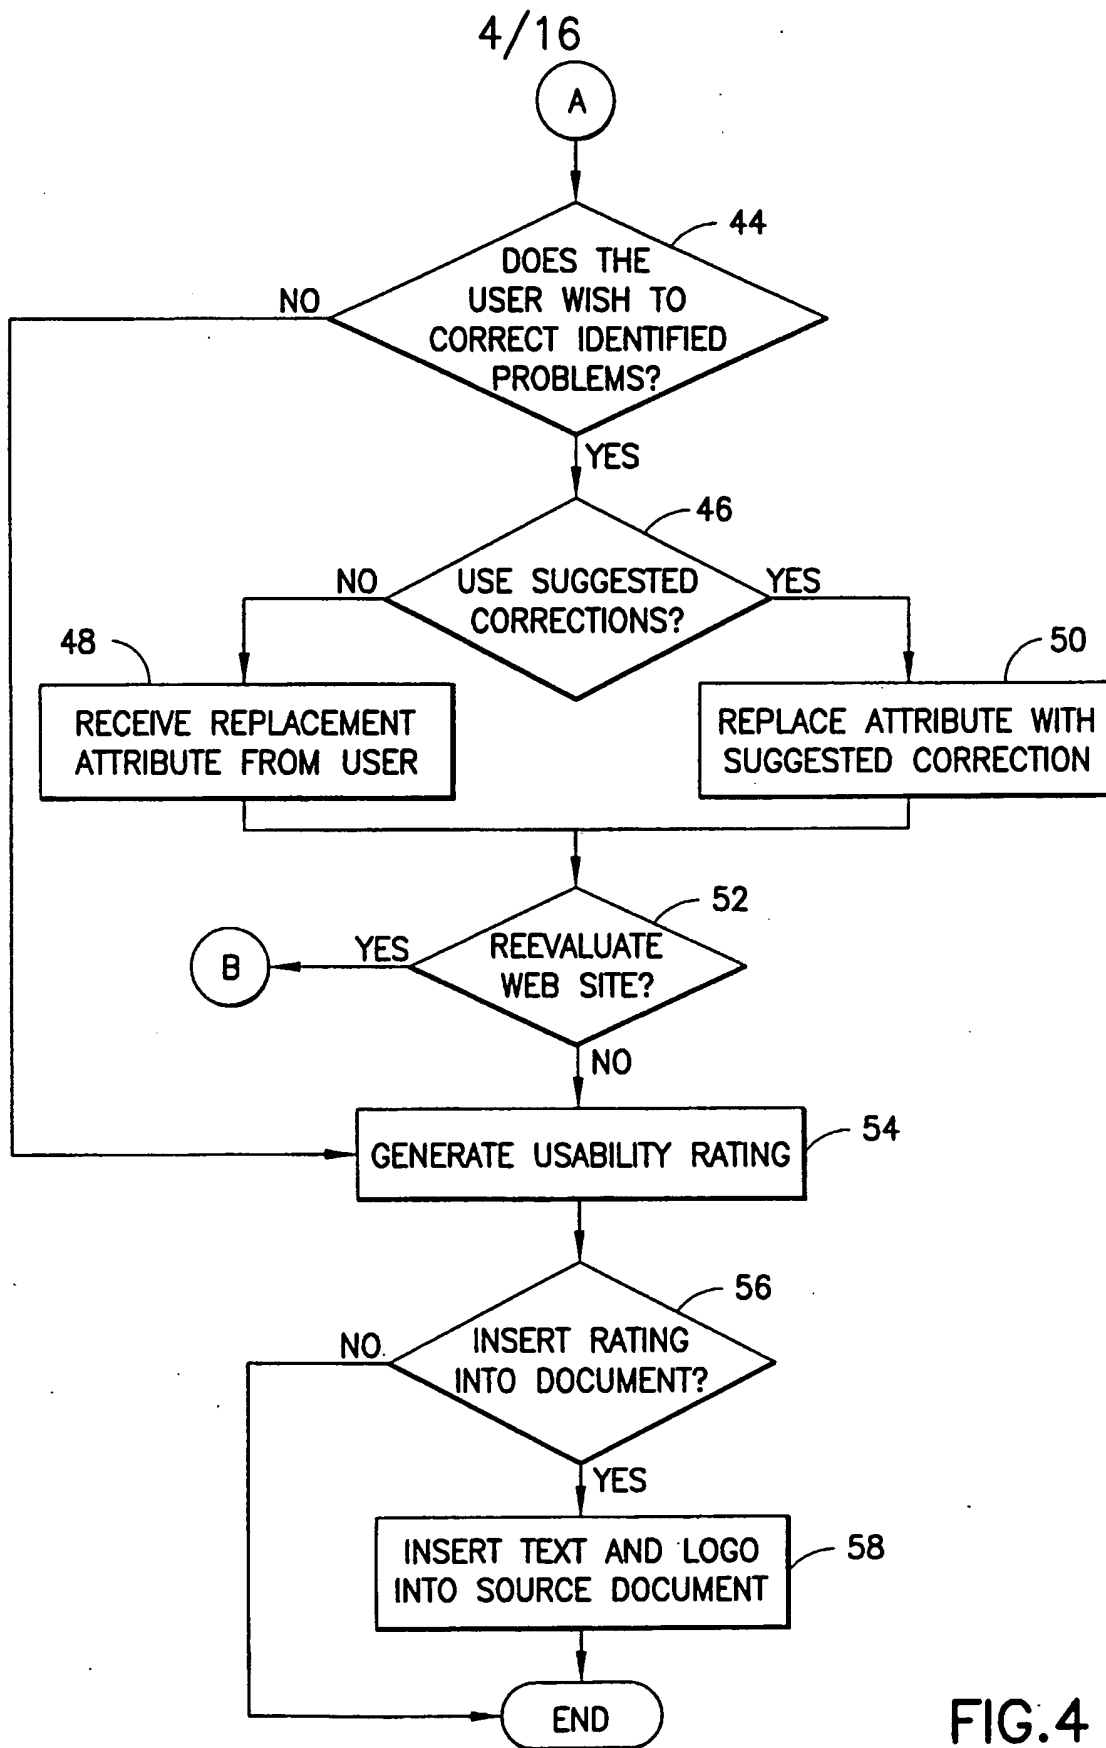 4/16
A
44
DOES THE
USER WISH TO
CORRECT IDENTIFIED
PROBLEMS?
NO
YES
46
USE SUGGESTED
CORRECTIONS?
NO
YES
48
RECEIVE REPLACEMENT
ATTRIBUTE FROM USER
50
REPLACE ATTRIBUTE WITH
SUGGESTED CORRECTION
52
REEVALUATE
WEB SITE?
YES
B
NO
54
GENERATE USABILITY RATING
56
INSERT RATING
INTO DOCUMENT?
NO
YES
58
INSERT TEXT AND LOGO
INTO SOURCE DOCUMENT
END
FIG.4